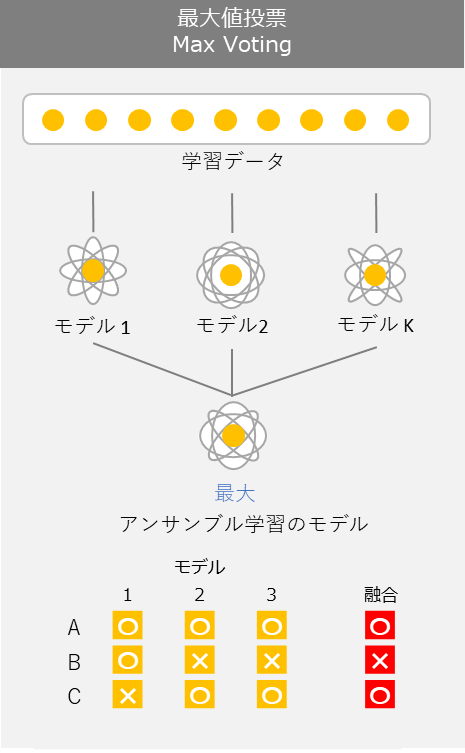 最大値投票
Max Voting
学習データ
モデル 1 モデル2 モデル K
最大
アンサンブル学習のモデル
モデル
1 2 3 融合
A ○ ○ ○ ○
B ○ × × ×
C × ○ ○ ○